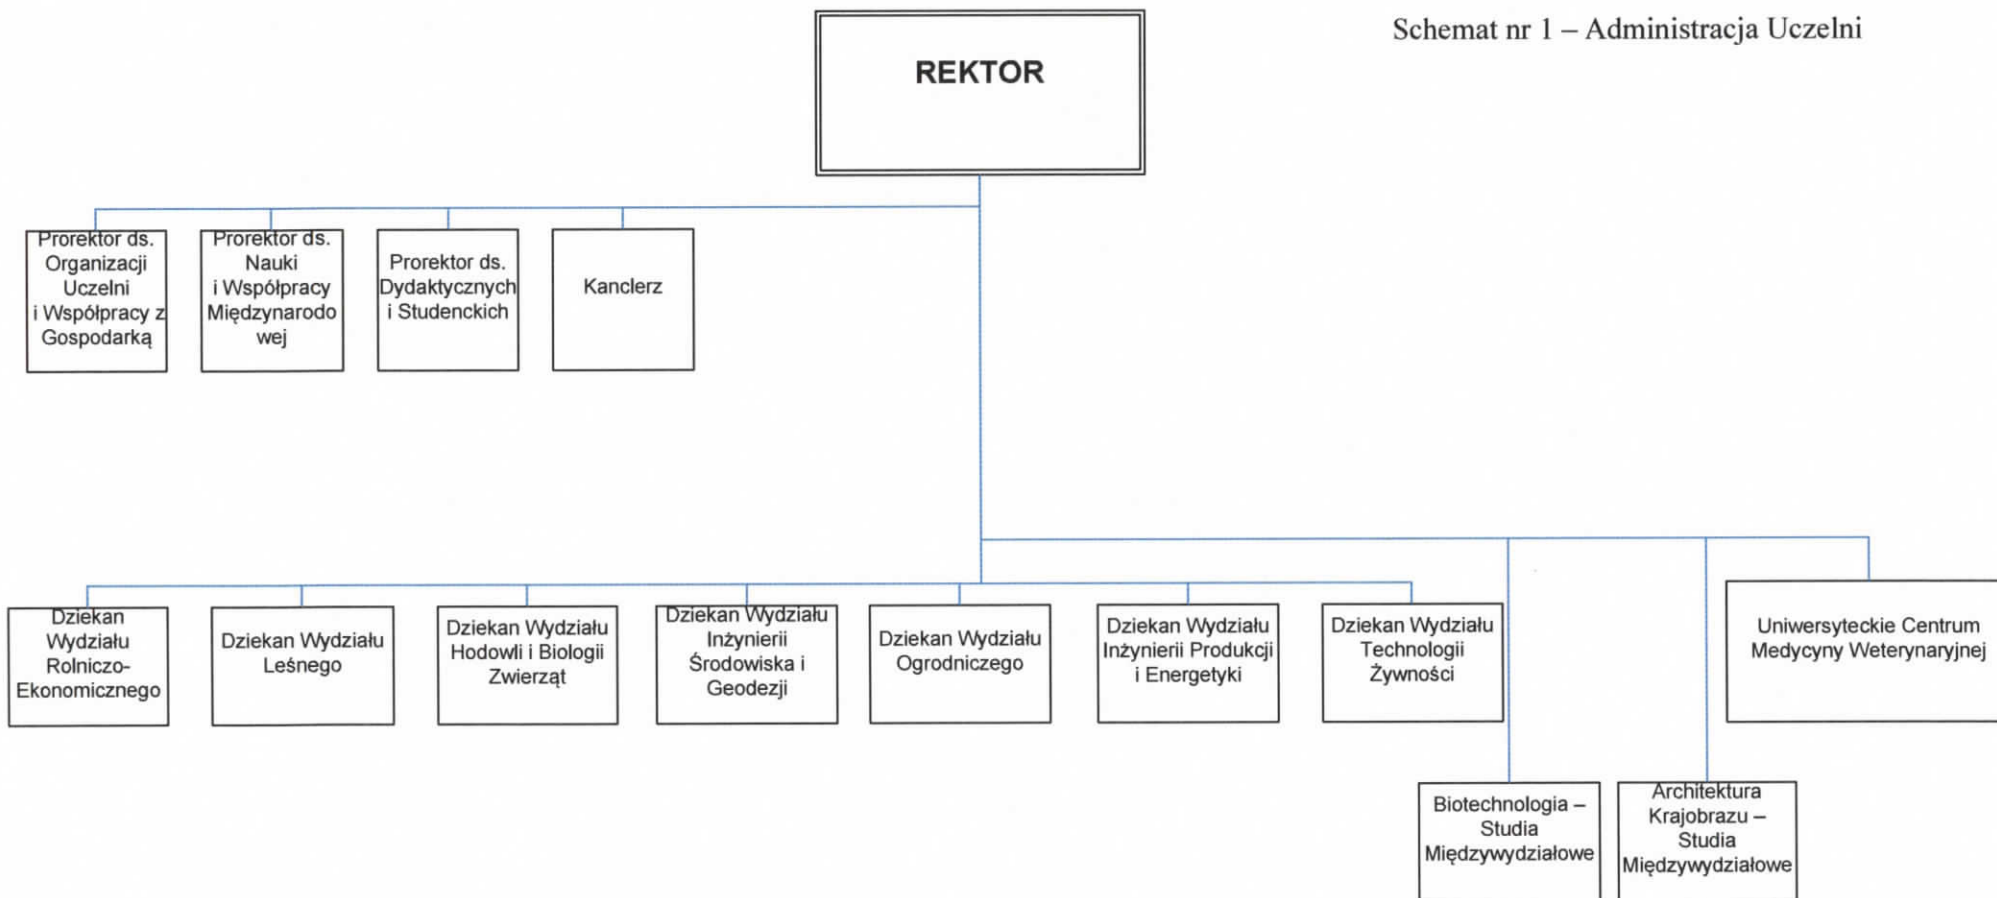 Schemat nr 1 – Administracja Uczelni
REKTOR
Prorektor ds.
Organizacji
Uczelni
i Współpracy z
Gospodarką
Prorektor ds.
Nauki
i Współpracy
Międzynarodo
wej
Prorektor ds.
Dydaktycznych
i Studenckich
Kanclerz
Dziekan
Wydziału
Rolniczo-
Ekonomicznego
Dziekan Wydziału
Leśnego
Dziekan Wydziału
Hodowli i Biologii
Zwierząt
Dziekan Wydziału
Inżynierii
Środowiska i
Geodezji
Dziekan Wydziału
Ogrodniczego
Dziekan Wydziału
Inżynierii Produkcji
i Energetyki
Dziekan Wydziału
Technologii
Żywności
Uniwersyteckie Centrum
Medycyny Weterynaryjnej
Biotechnologia –
Studia
Międzywydziałowe
Architektura
Krajobrazu –
Studia
Międzywydziałowe